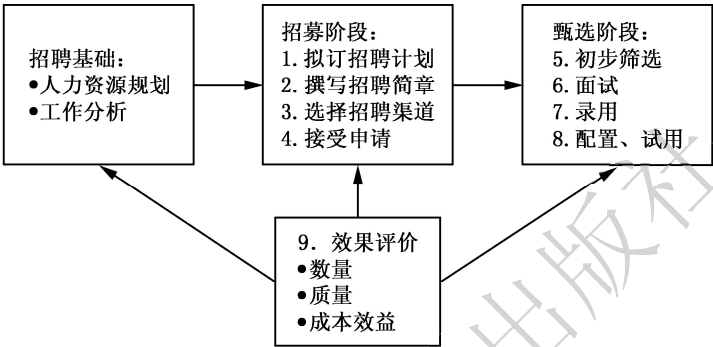 招聘基础：
●人力资源规划
●工作分析
招募阶段：
1. 拟订招聘计划
2. 撰写招聘简章
3. 选择招聘渠道
4. 接受申请
甄选阶段：
5. 初步筛选
6. 面试
7. 录用
8. 配置、试用
9. 效果评价
●数量
●质量
●成本效益
出版社